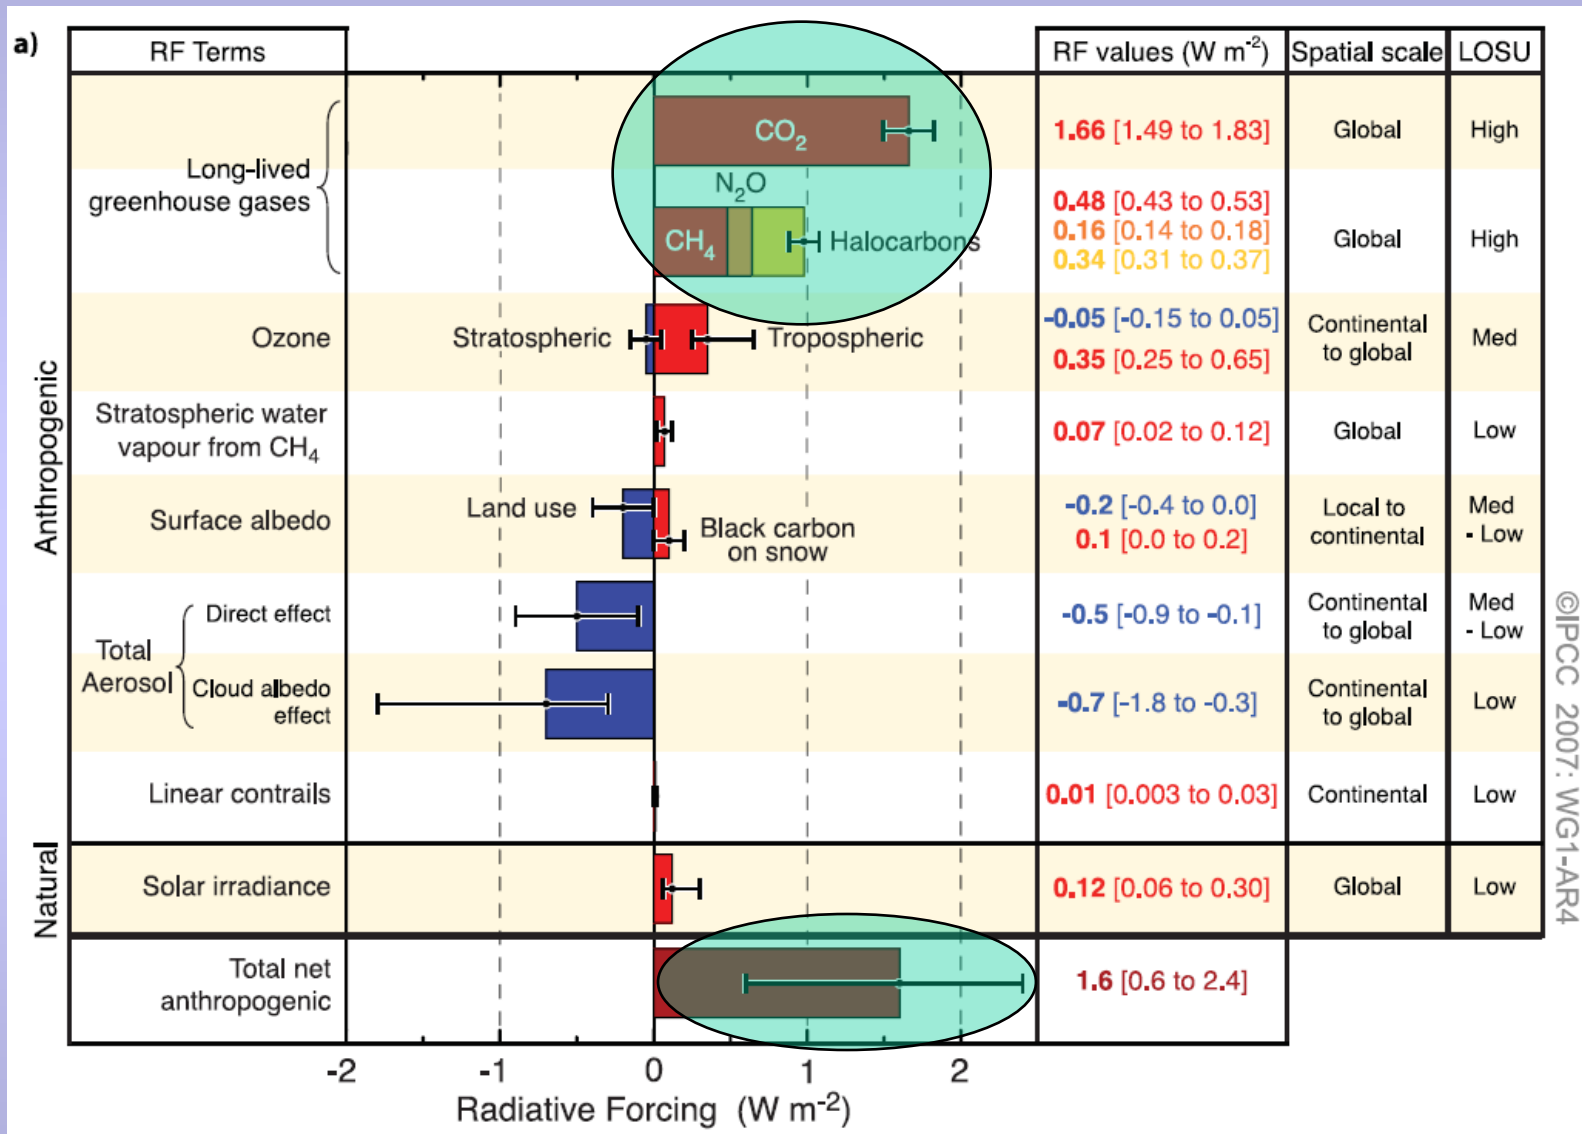 a)
RF Terms
RF values (W m-2)
Spatial scale
LOSU
Anthropogenic
Long-lived
greenhouse gases
CO2
1.66 [1.49 to 1.83]
Global
High
N2O
CH4
Halocarbons
0.48 [0.43 to 0.53]
0.16 [0.14 to 0.18]
0.34 [0.31 to 0.37]
Global
High
Ozone
Stratospheric
Tropospheric
-0.05 [-0.15 to 0.05]
0.35 [0.25 to 0.65]
Continental
to global
Med
Stratospheric water
vapour from CH4
0.07 [0.02 to 0.12]
Global
Low
Surface albedo
Land use
Black carbon
on snow
-0.2 [-0.4 to 0.0]
0.1 [0.0 to 0.2]
Local to
continental
Med
- Low
Total
Aerosol
Direct effect
-0.5 [-0.9 to -0.1]
Continental
to global
Med
- Low
Cloud albedo
effect
-0.7 [-1.8 to -0.3]
Continental
to global
Low
Linear contrails
0.01 [0.003 to 0.03]
Continental
Low
Natural
Solar irradiance
0.12 [0.06 to 0.30]
Global
Low
Total net
anthropogenic
1.6 [0.6 to 2.4]
-2
-1
0
1
2
Radiative Forcing (W m-2)
©IPCC 2007: WG1-AR4